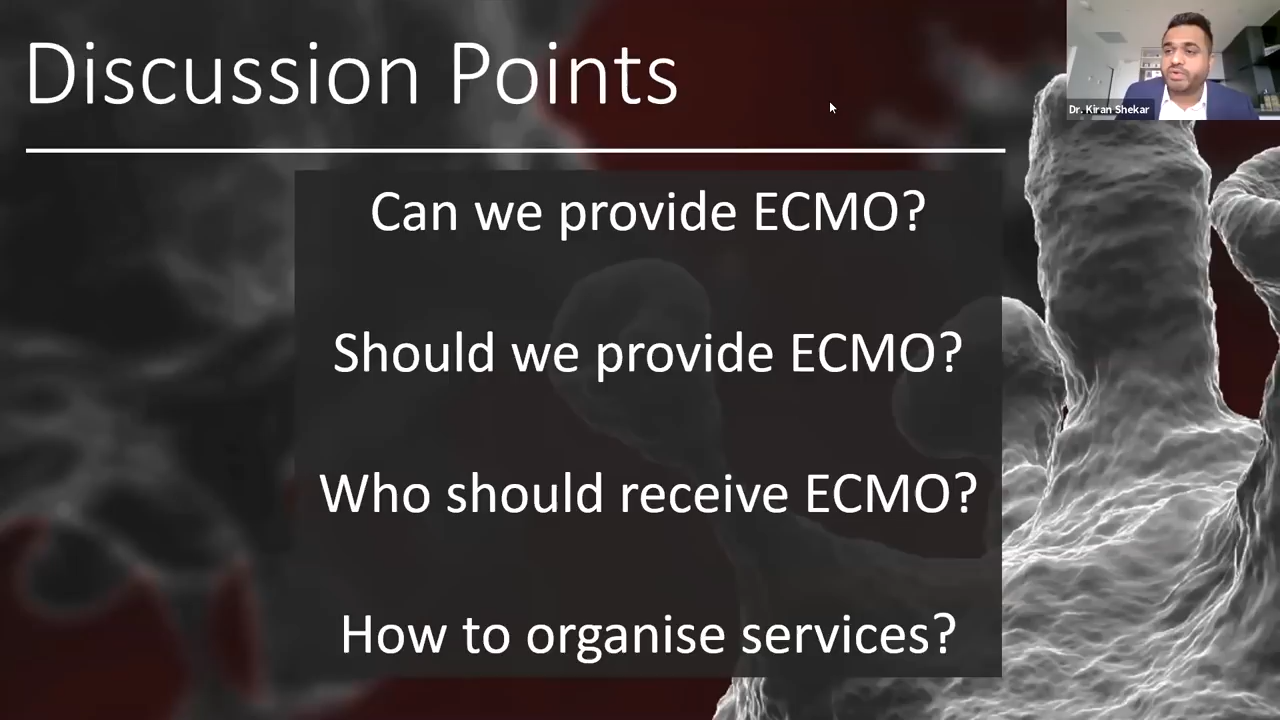 Discussion Points
Dr. Kiran Shekar
Can we provide ECMO?
Should we provide ECMO?
Who should receive ECMO?
How to organise services?